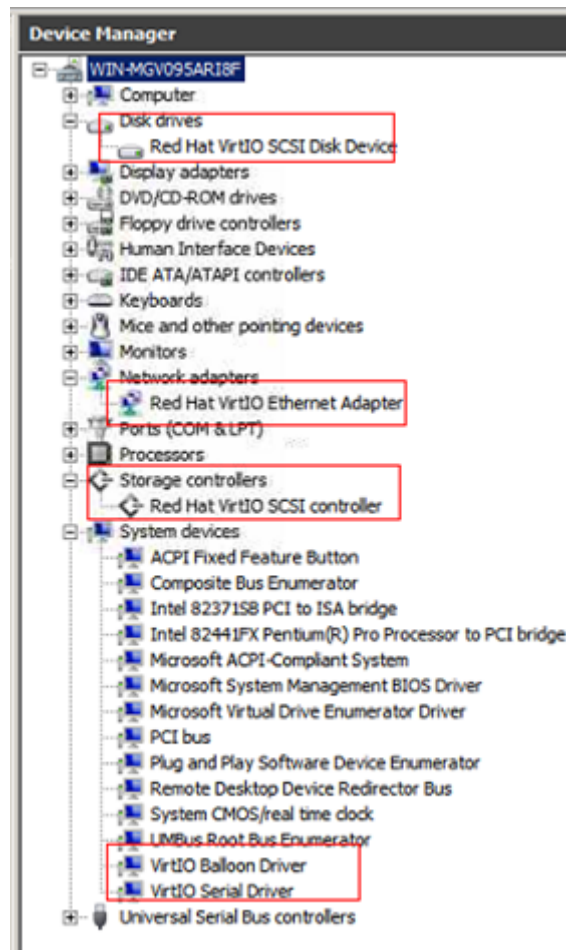 Device Manager
WIN-MGV095ARI8F
Computer
Disk drives
Red Hat VirtIO SCSI Disk Device
Display adapters
DVD/CD-ROM drives
Floppy drive controllers
Human Interface Devices
IDE ATA/ATAPI controllers
Keyboards
Mice and other pointing devices
Monitors
Network adapters
Red Hat VirtIO Ethernet Adapter
Ports (COM & LPT)
Processors
Storage controllers
Red Hat VirtIO SCSI controller
System devices
ACPI Fixed Feature Button
Composite Bus Enumerator
Intel 82371SB PCI to ISA bridge
Intel 82441FX Pentium(R) Pro Processor to PCI bridge
Microsoft ACPI-Compliant System
Microsoft System Management BIOS Driver
Microsoft Virtual Drive Enumerator Driver
PCI bus
Plug and Play Software Device Enumerator
Remote Desktop Device Redirector Bus
System CMOS/real time clock
UMBus Root Bus Enumerator
VirtIO Balloon Driver
VirtIO Serial Driver
Universal Serial Bus controllers